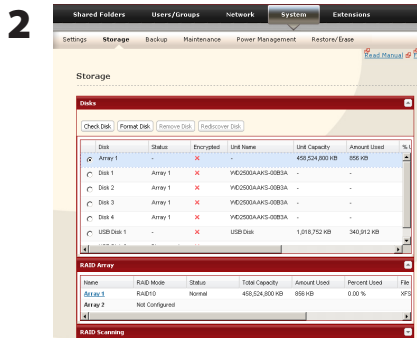 2
Shared Folders Users/Groups Network System Extensions
Settings Storage Backup Maintenance Power Management Restore/Erase
Read Manual
Storage
Disks
Check Disk Format Disk Remove Disk Rediscover Disk
Disk Status Encrypted Unit Name Unit Capacity Amount Used
Array 1 - - 458,524,800 KB 856 KB
Disk 1 Array 1 WD2500AAKS-00B3A - -
Disk 2 Array 1 WD2500AAKS-00B3A - -
Disk 3 Array 1 WD2500AAKS-00B3A - -
Disk 4 Array 1 WD2500AAKS-00B3A - -
USB Disk 1 - USB Disk 1,018,752 KB 340,912 KB
RAID Array
Name RAID Mode Status Total Capacity Amount Used Percent Used File
Array 1 RAID10 Normal 458,524,800 KB 856 KB 0.00 % XFS
Array 2 Not Configured
RAID Scanning